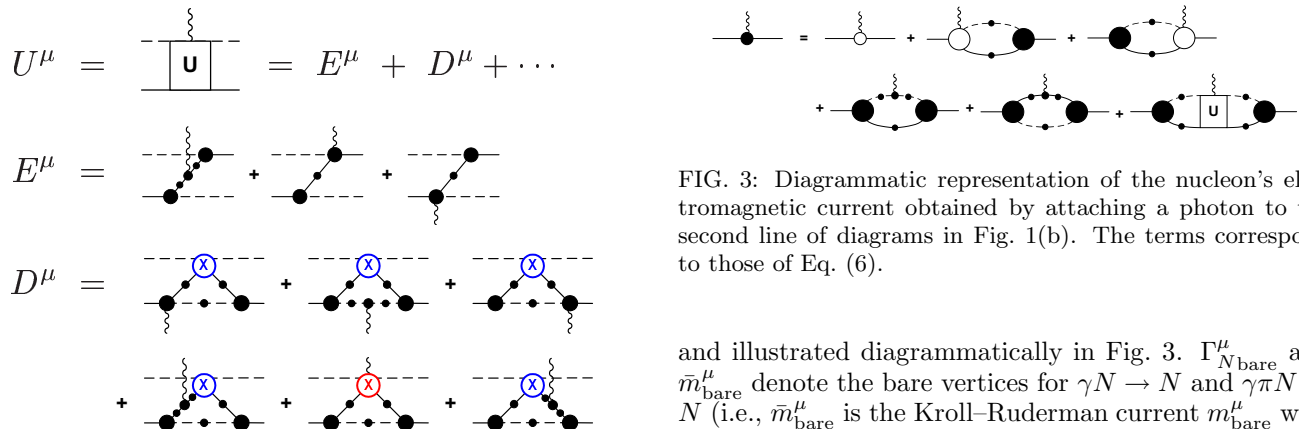 U^μ = U = E^μ + D^μ + ···
E^μ = + +
D^μ = X + X + X
+ X + X + X
= + +
+ + + U
FIG. 3: Diagrammatic representation of the nucleon's el
tromagnetic current obtained by attaching a photon to
second line of diagrams in Fig. 1(b). The terms correspo
to those of Eq. (6).
and illustrated diagrammatically in Fig. 3. Γ^μ_{N bare} a
m̄^μ_{bare} denote the bare vertices for γN → N and γπN
N (i.e., m̄^μ_{bare} is the Kroll–Ruderman current m^μ_{bare} w